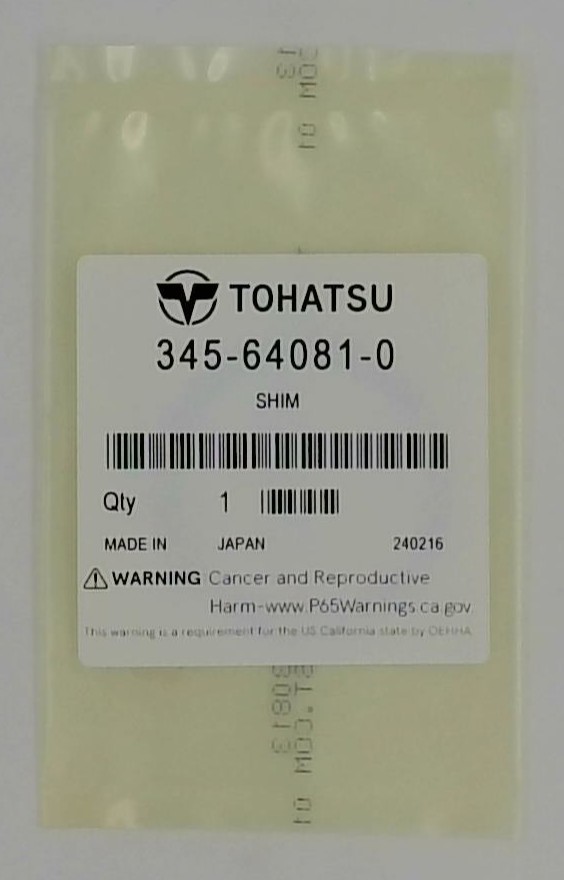 TOHATSU
345-64081-0
SHIM
Qty 1
MADE IN JAPAN 240216
⚠ WARNING Cancer and Reproductive
Harm-www.P65Warnings.ca.gov
This warning is a requirement for the US California state by OEHHA